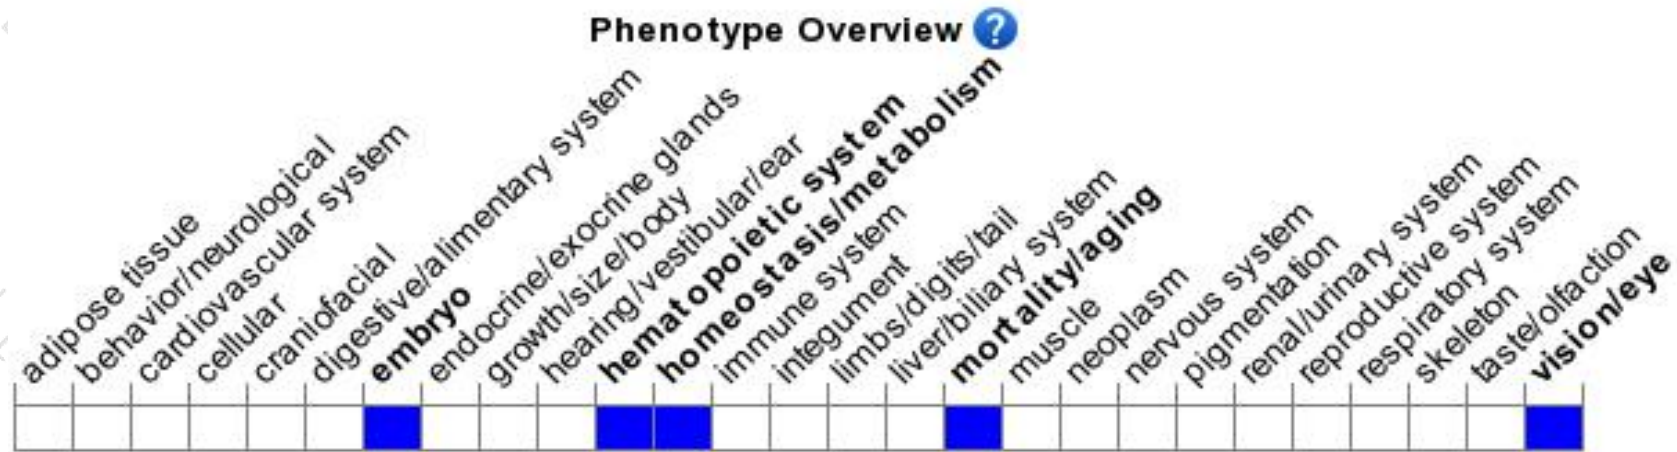 Phenotype Overview ?
adipose tissue
behavior/neurological
cardiovascular system
cellular
craniofacial
digestive/alimentary system
embryo
endocrine/exocrine glands
growth/size/body
hearing/vestibular/ear
hematopoietic system
homeostasis/metabolism
immune system
integument
limbs/digits/tail
liver/biliary system
mortality/aging
muscle
neoplasm
nervous system
pigmentation
renal/urinary system
reproductive system
respiratory system
skeleton
taste/olfaction
vision/eye